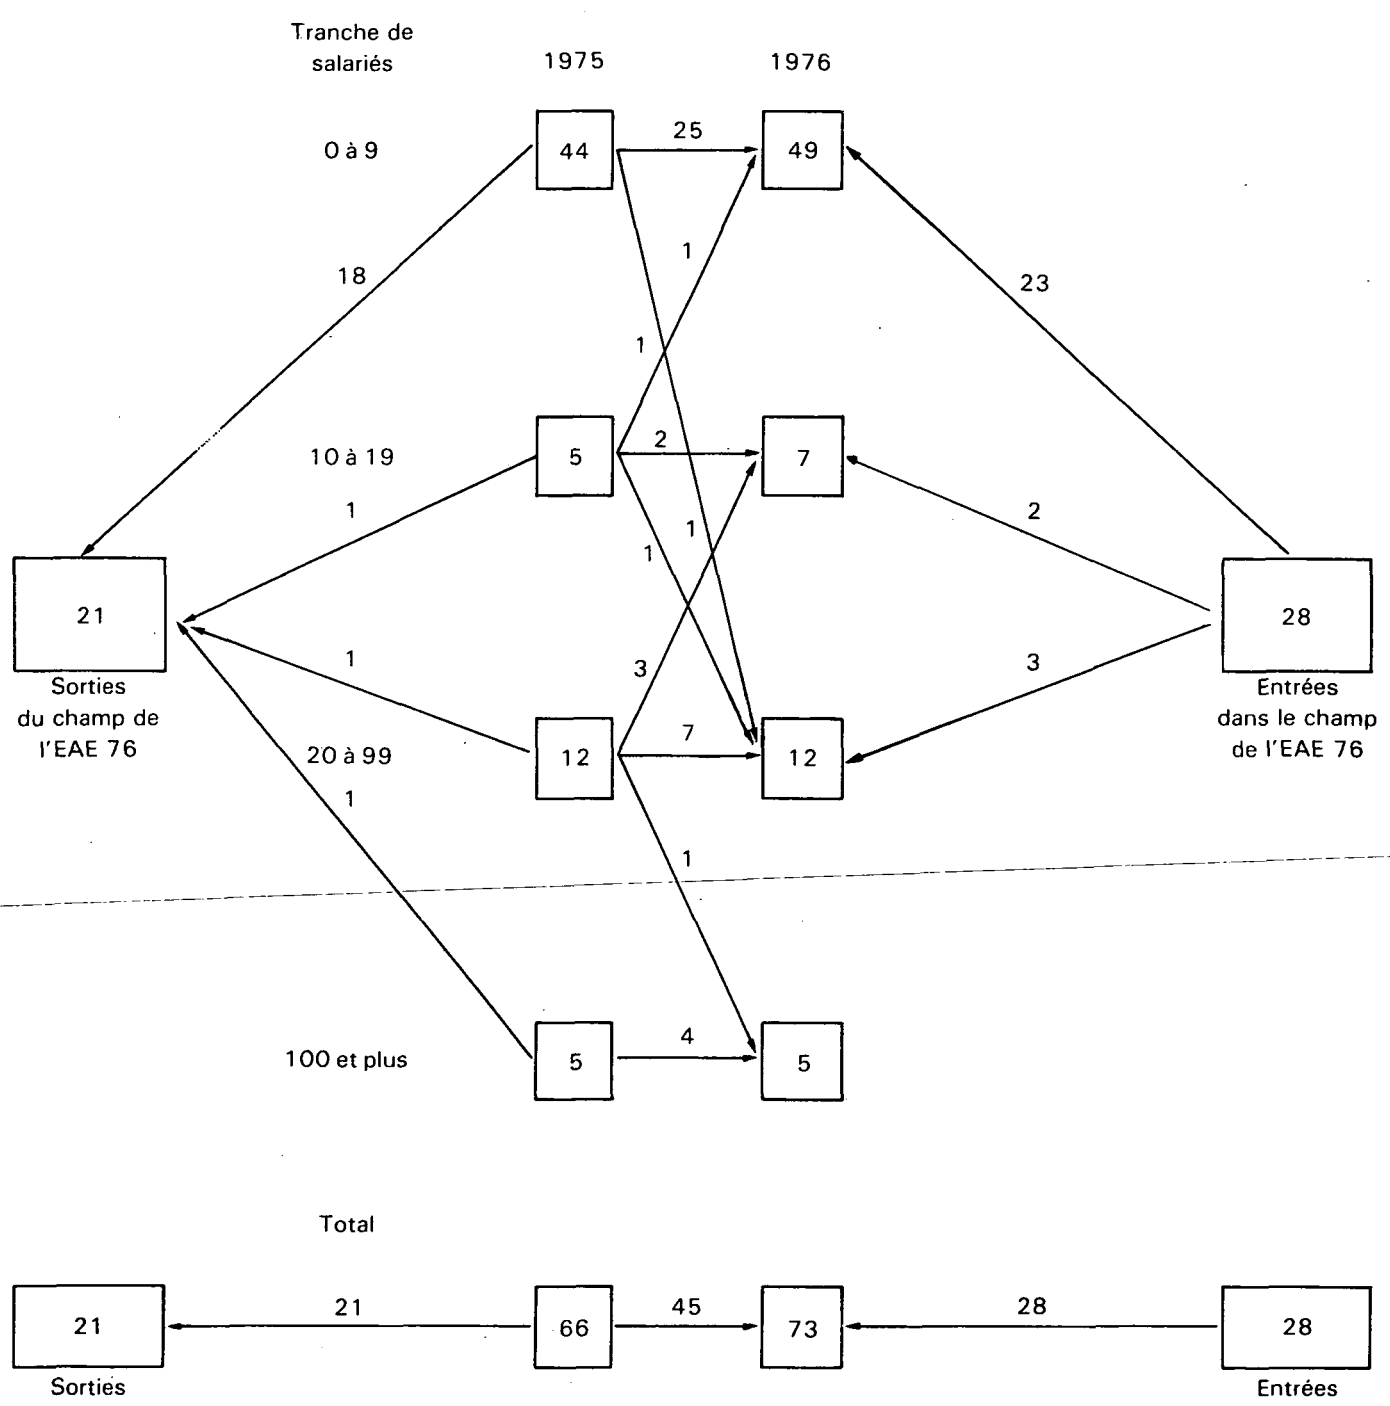 Tranche de
salariés
1975
1976
0 à 9
44
25
49
1
18
23
1
10 à 19
5
2
7
1
2
1
1
21
28
Sorties
du champ de
l'EAE 76
1
3
3
Entrées
dans le champ
de l'EAE 76
20 à 99
12
7
12
1
1
100 et plus
5
4
5
Total
21
21
66
45
73
28
28
Sorties
Entrées